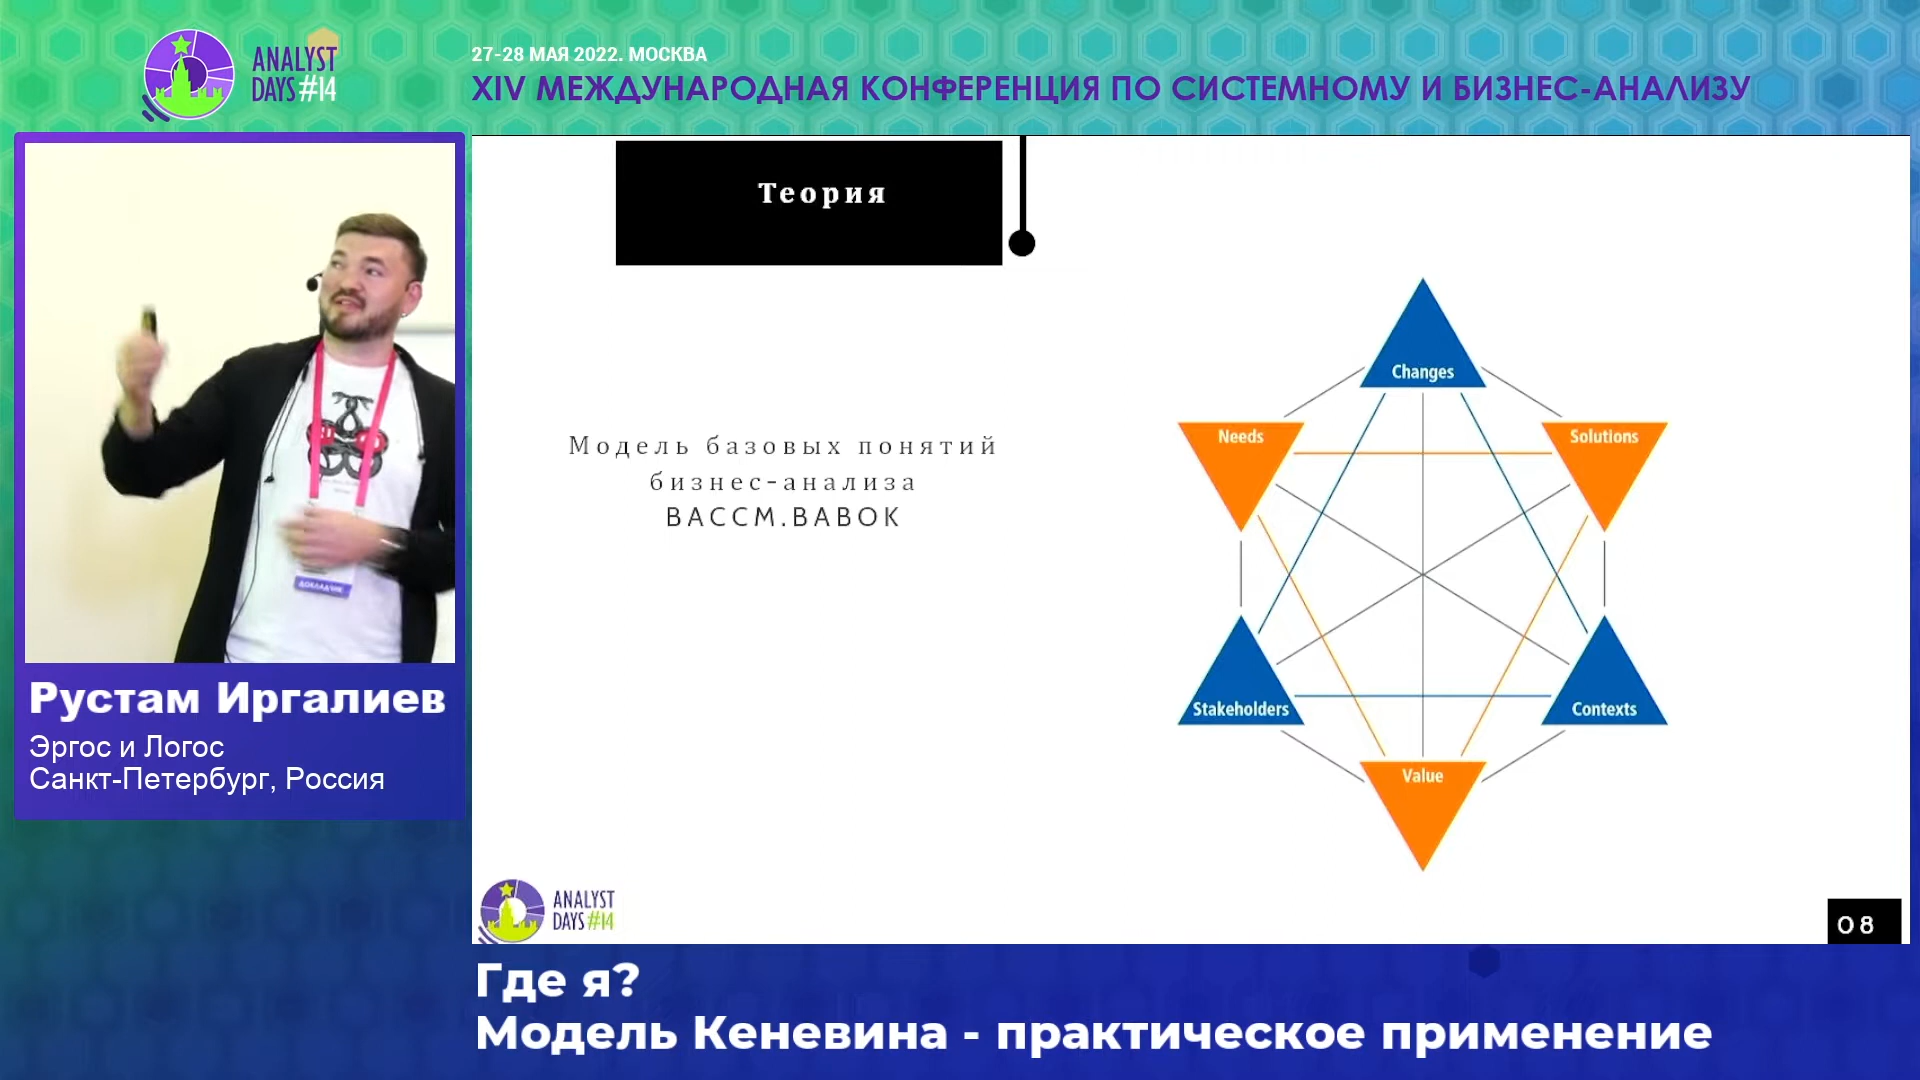 ANALYST
DAYS #14
27-28 МАЯ 2022. МОСКВА
XIV МЕЖДУНАРОДНАЯ КОНФЕРЕНЦИЯ ПО СИСТЕМНОМУ И БИЗНЕС-АНАЛИЗУ
Теория
Модель базовых понятий
бизнес-анализа
BACCM.BABOK
Changes
Needs
Solutions
Stakeholders
Contexts
Value
ДОКЛАДЧИК
Рустам Иргалиев
Эргос и Логос
Санкт-Петербург, Россия
ANALYST
DAYS #14
08
Где я?
Модель Кеневина - практическое применение